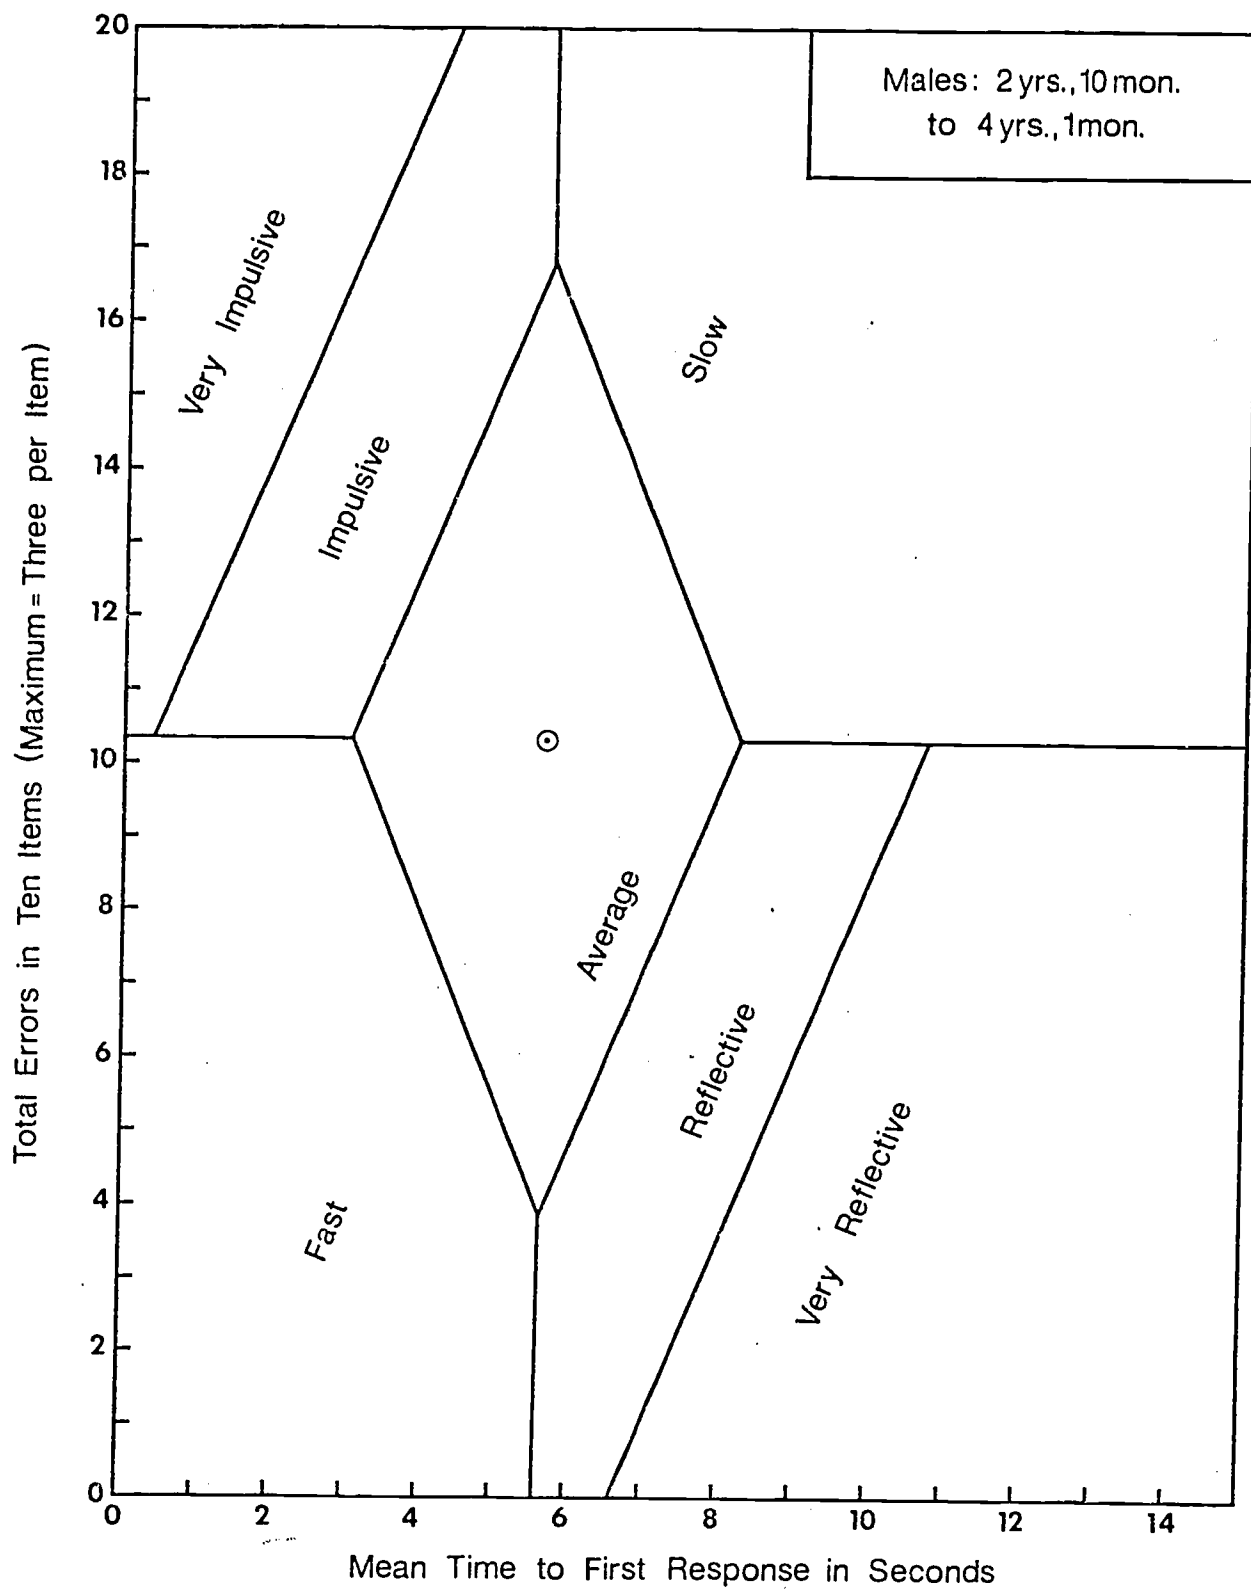 Males: 2 yrs., 10 mon.
to 4 yrs., 1 mon.
Total Errors in Ten Items (Maximum = Three per Item)
20
18
16
14
12
10
8
6
4
2
0
Very Impulsive
Impulsive
Slow
Average
Fast
Reflective
Very Reflective
0 2 4 6 8 10 12 14
Mean Time to First Response in Seconds